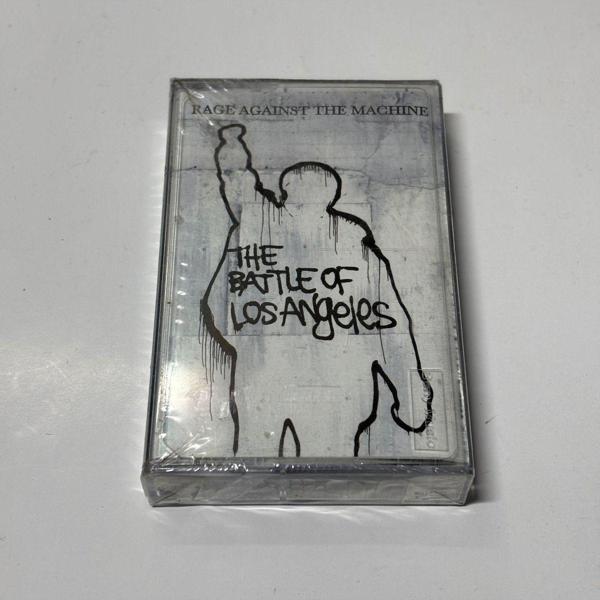 RAGE AGAINST THE MACHINE
THE
BATTLE OF
LOS ANgeleS